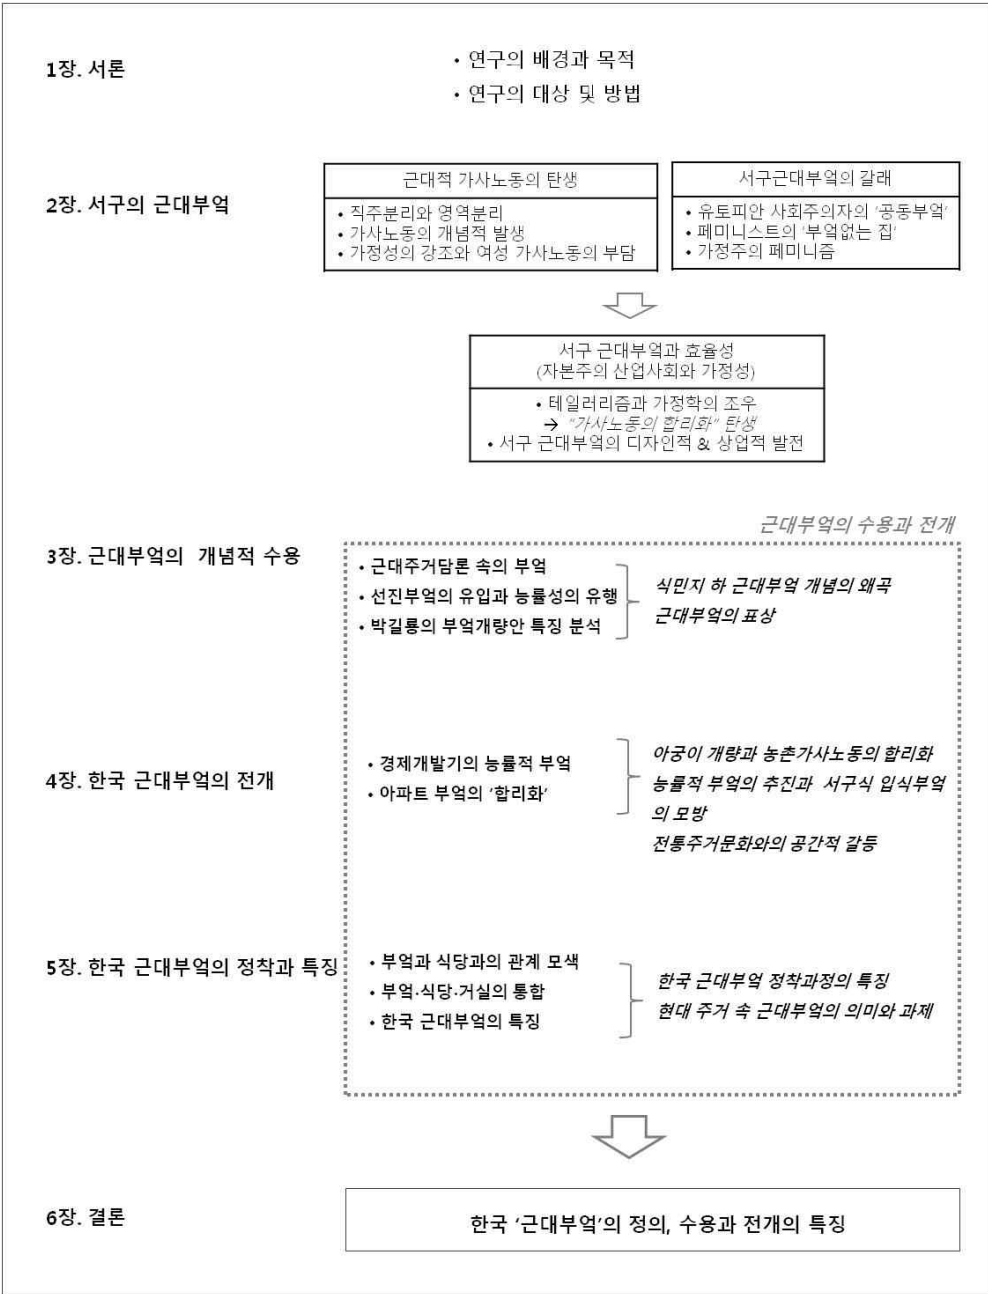 1장. 서론
• 연구의 배경과 목적
• 연구의 대상 및 방법
2장. 서구의 근대부엌
근대적 가사노동의 탄생
• 직주분리와 영역분리
• 가사노동의 개념적 발생
• 가정성의 강조와 여성 가사노동의 부담
서구근대부엌의 갈래
• 유토피안 사회주의자의 '공동부엌'
• 페미니스트의 '부엌없는 집'
• 가정주의 페미니즘
서구 근대부엌과 효율성
(자본주의 산업사회와 가정성)
• 테일러리즘과 가정학의 조우
→ "가사노동의 합리화" 탄생
• 서구 근대부엌의 디자인적 & 상업적 발전
근대부엌의 수용과 전개
3장. 근대부엌의 개념적 수용
• 근대주거담론 속의 부엌
• 선진부엌의 유입과 능률성의 유행
• 박길룡의 부엌개량안 특징 분석
식민지 하 근대부엌 개념의 왜곡
근대부엌의 표상
4장. 한국 근대부엌의 전개
• 경제개발기의 능률적 부엌
• 아파트 부엌의 '합리화'
아궁이 개량과 농촌가사노동의 합리화
능률적 부엌의 추진과 서구식 입식부엌
의 모방
전통주거문화와의 공간적 갈등
5장. 한국 근대부엌의 정착과 특징
• 부엌과 식당과의 관계 모색
• 부엌·식당·거실의 통합
• 한국 근대부엌의 특징
한국 근대부엌 정착과정의 특징
현대 주거 속 근대부엌의 의미와 과제
6장. 결론
한국 '근대부엌'의 정의, 수용과 전개의 특징